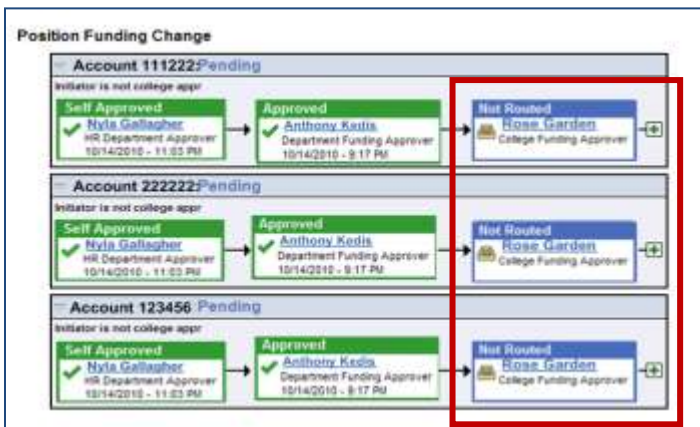 Position Funding Change
Account 111222:Pending
Initiator is not college appr
Self Approved
Nyla Gallagher
HR Department Approver
10/14/2010 - 11:03 PM
Approved
Anthony Kedis
Department Funding Approver
10/14/2010 - 9:17 PM
Not Routed
Rose Garden
College Funding Approver
Account 222222:Pending
Initiator is not college appr
Self Approved
Nyla Gallagher
HR Department Approver
10/14/2010 - 11:03 PM
Approved
Anthony Kedis
Department Funding Approver
10/14/2010 - 9:17 PM
Not Routed
Rose Garden
College Funding Approver
Account 123456 Pending
Initiator is not college appr
Self Approved
Nyla Gallagher
HR Department Approver
10/14/2010 - 11:03 PM
Approved
Anthony Kedis
Department Funding Approver
10/14/2010 - 9:17 PM
Not Routed
Rose Garden
College Funding Approver